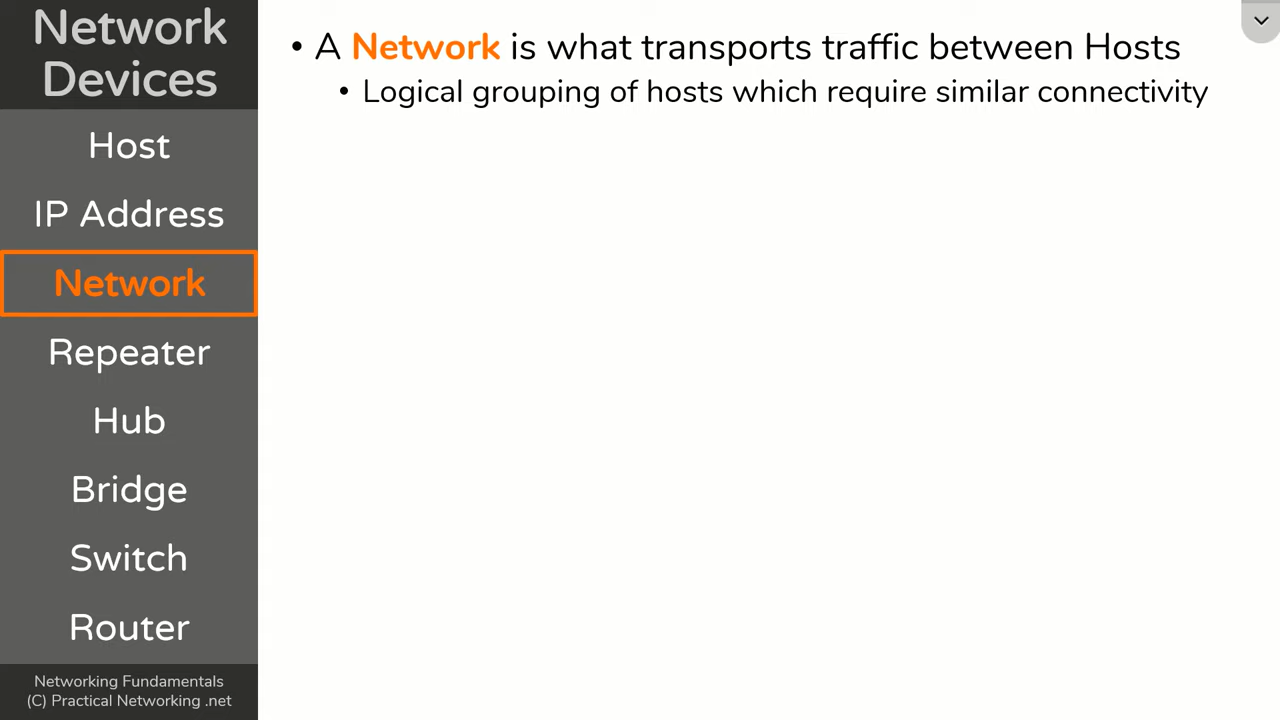 Network
Devices
Host
IP Address
Network
Repeater
Hub
Bridge
Switch
Router
Networking Fundamentals
(C) Practical Networking .net
• A Network is what transports traffic between Hosts
• Logical grouping of hosts which require similar connectivity